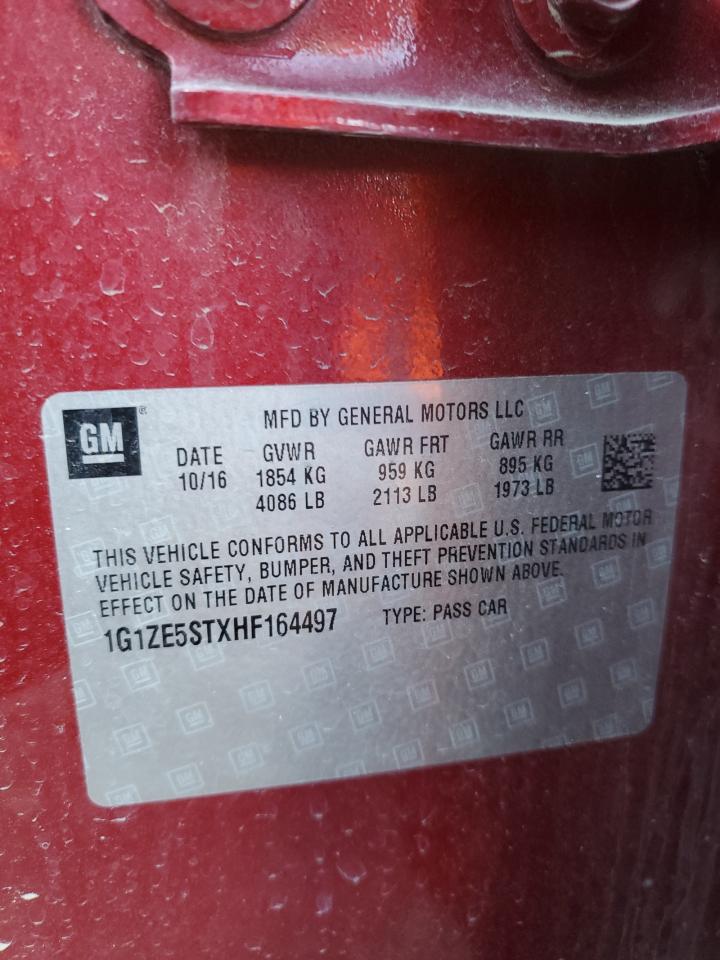 GM®
MFD BY GENERAL MOTORS LLC
DATE GVWR GAWR FRT GAWR RR
10/16 1854 KG 959 KG 895 KG
4086 LB 2113 LB 1973 LB
THIS VEHICLE CONFORMS TO ALL APPLICABLE U.S. FEDERAL MOTOR
VEHICLE SAFETY, BUMPER, AND THEFT PREVENTION STANDARDS IN
EFFECT ON THE DATE OF MANUFACTURE SHOWN ABOVE.
1G1ZE5STXHF164497 TYPE: PASS CAR